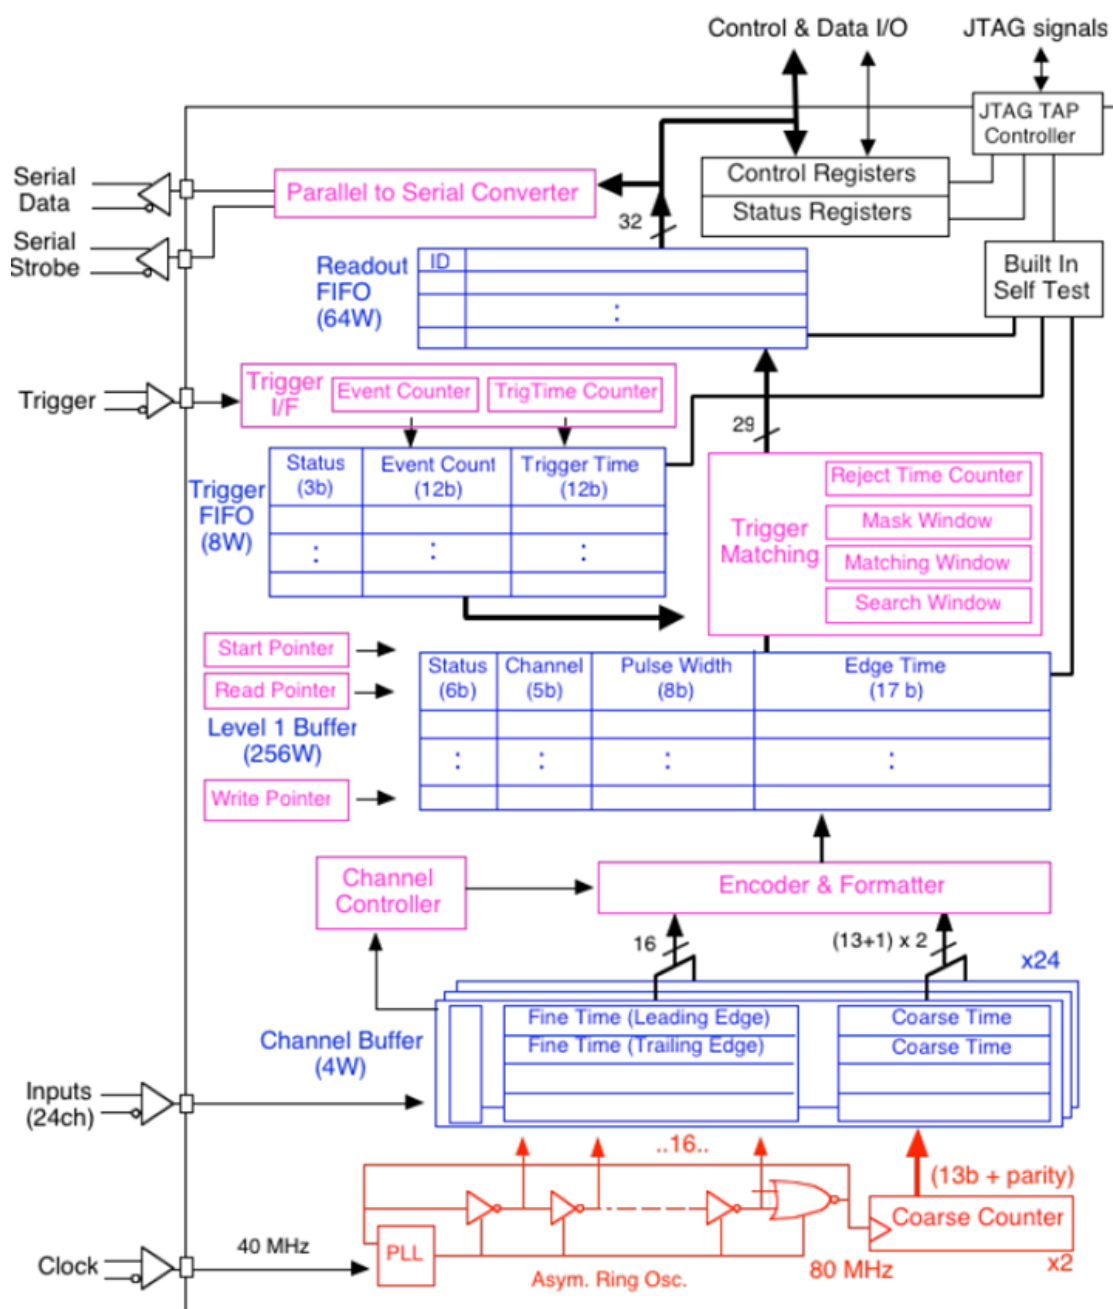 Control & Data I/O
JTAG signals
JTAG TAP
Controller
Serial
Data
Parallel to Serial Converter
Control Registers
Status Registers
32
Serial
Strobe
Readout
FIFO
(64W)
ID
:
Built In
Self Test
Trigger
Trigger
I/F
Event Counter
TrigTime Counter
29
Trigger
FIFO
(8W)
Status
(3b)
Event Count
(12b)
Trigger Time
(12b)
:
:
:
Trigger
Matching
Reject Time Counter
Mask Window
Matching Window
Search Window
Start Pointer
Read Pointer
Level 1 Buffer
(256W)
Write Pointer
Status
(6b)
Channel
(5b)
Pulse Width
(8b)
Edge Time
(17 b)
:
:
:
:
Channel
Controller
Encoder & Formatter
16
(13+1) x 2
x24
Channel Buffer
(4W)
Fine Time (Leading Edge)
Fine Time (Trailing Edge)
Coarse Time
Coarse Time
Inputs
(24ch)
..16..
(13b + parity)
Coarse Counter
x2
PLL
Clock
40 MHz
80 MHz
Asym. Ring Osc.